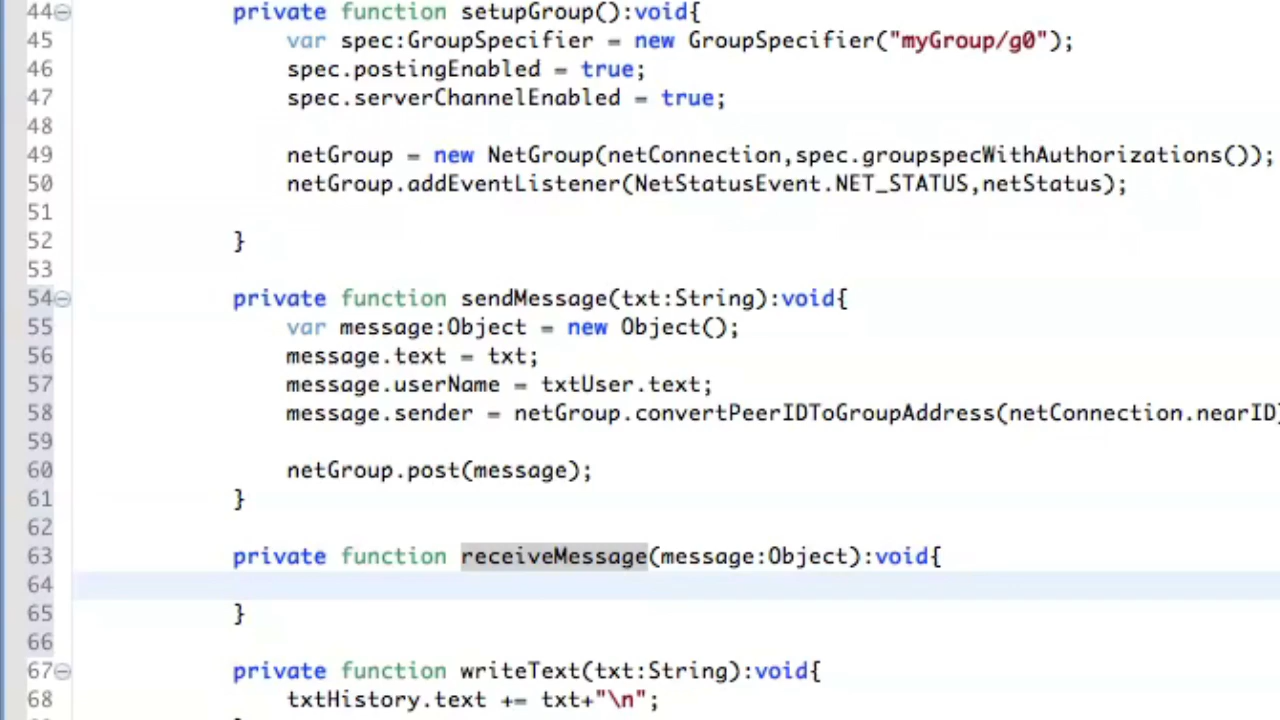 44 private function setupGroup():void{
45 var spec:GroupSpecifier = new GroupSpecifier("myGroup/g0");
46 spec.postingEnabled = true;
47 spec.serverChannelEnabled = true;
48
49 netGroup = new NetGroup(netConnection,spec.groupspecWithAuthorizations());
50 netGroup.addEventListener(NetStatusEvent.NET_STATUS,netStatus);
51
52 }
53
54 private function sendMessage(txt:String):void{
55 var message:Object = new Object();
56 message.text = txt;
57 message.userName = txtUser.text;
58 message.sender = netGroup.convertPeerIDToGroupAddress(netConnection.nearID)
59
60 netGroup.post(message);
61 }
62
63 private function receiveMessage(message:Object):void{
64
65 }
66
67 private function writeText(txt:String):void{
68 txtHistory.text += txt+"\n";